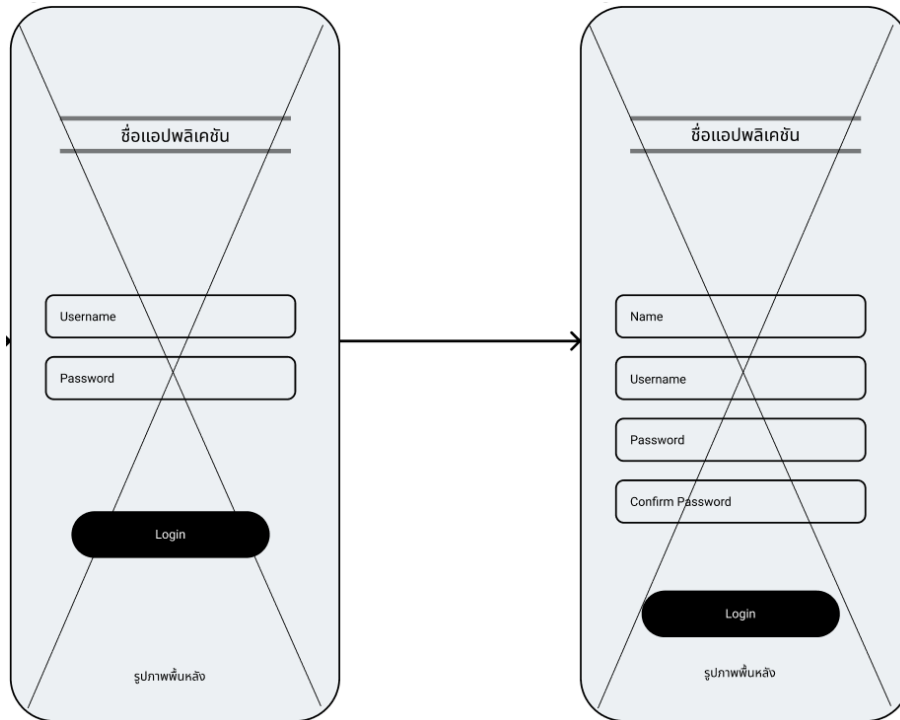 ชื่อแอปพลิเคชัน
Username
Password
Login
รูปภาพพื้นหลัง
ชื่อแอปพลิเคชัน
Name
Username
Password
Confirm Password
Login
รูปภาพพื้นหลัง